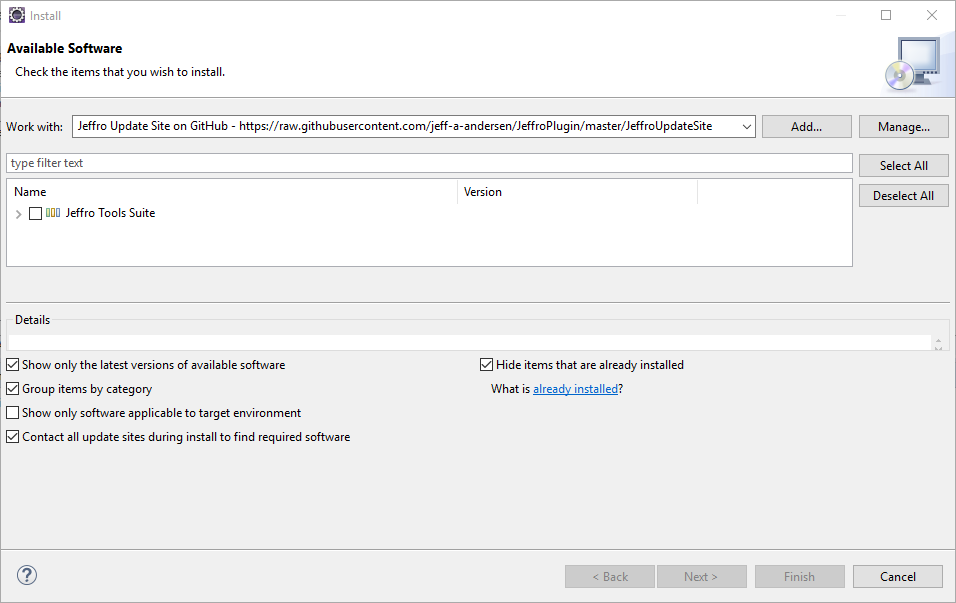 Install
Available Software
Check the items that you wish to install.
Work with: Jeffro Update Site on GitHub - https://raw.githubusercontent.com/jeff-a-andersen/JeffroPlugin/master/JeffroUpdateSite Add... Manage...
type filter text Select All
Name Version
Deselect All
Jeffro Tools Suite
Details
Show only the latest versions of available software Hide items that are already installed
Group items by category What is already installed?
Show only software applicable to target environment
Contact all update sites during install to find required software
? < Back Next > Finish Cancel